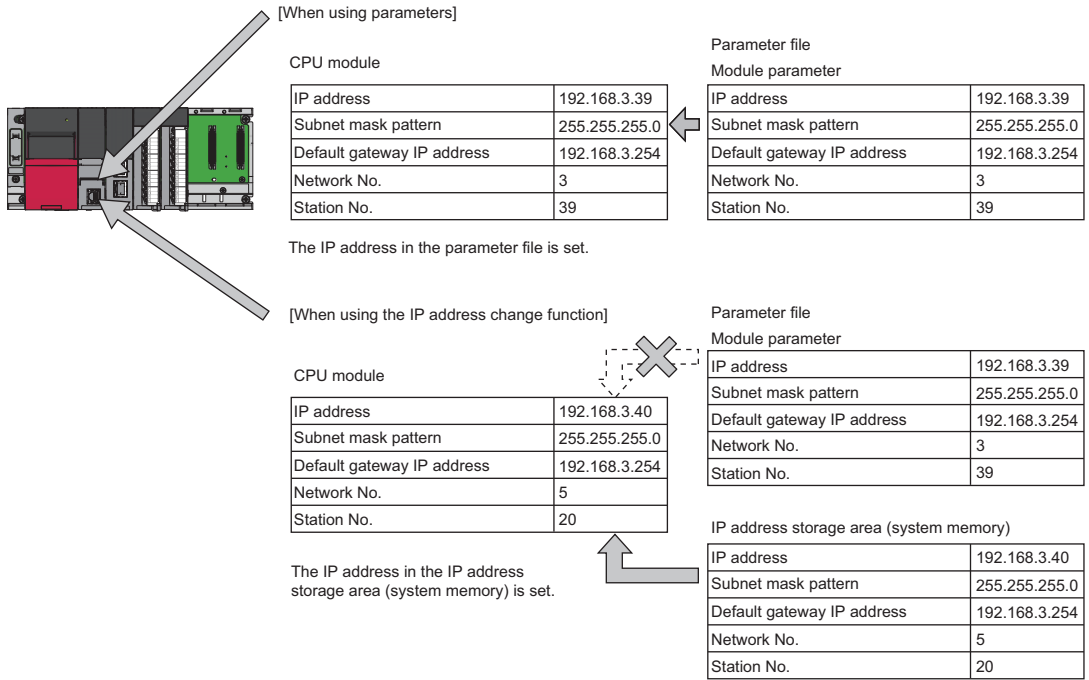 [When using parameters]
CPU module
IP address 192.168.3.39
Subnet mask pattern 255.255.255.0
Default gateway IP address 192.168.3.254
Network No. 3
Station No. 39
Parameter file
Module parameter
IP address 192.168.3.39
Subnet mask pattern 255.255.255.0
Default gateway IP address 192.168.3.254
Network No. 3
Station No. 39
The IP address in the parameter file is set.
[When using the IP address change function]
CPU module
IP address 192.168.3.40
Subnet mask pattern 255.255.255.0
Default gateway IP address 192.168.3.254
Network No. 5
Station No. 20
The IP address in the IP address
storage area (system memory) is set.
Parameter file
Module parameter
IP address 192.168.3.39
Subnet mask pattern 255.255.255.0
Default gateway IP address 192.168.3.254
Network No. 3
Station No. 39
IP address storage area (system memory)
IP address 192.168.3.40
Subnet mask pattern 255.255.255.0
Default gateway IP address 192.168.3.254
Network No. 5
Station No. 20